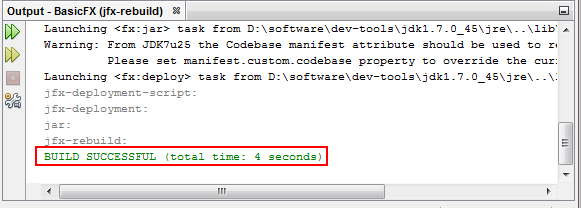 Output - BasicFX (jfx-rebuild)
Launching <fx:jar> task from D:\software\dev-tools\jdk1.7.0_45\jre\..\lib
Warning: From JDK7u25 the Codebase manifest attribute should be used to re
Please set manifest.custom.codebase property to override the cur
Launching <fx:deploy> task from D:\software\dev-tools\jdk1.7.0_45\jre\..\l
jfx-deployment-script:
jfx-deployment:
jar:
jfx-rebuild:
BUILD SUCCESSFUL (total time: 4 seconds)